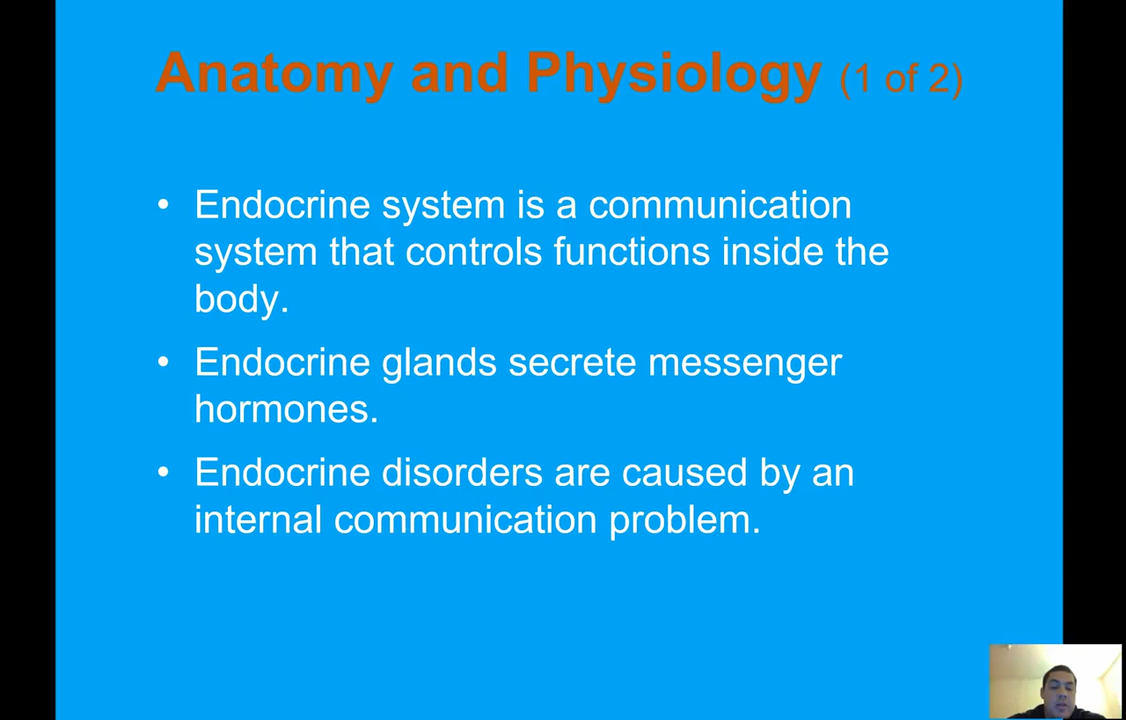 Anatomy and Physiology (1 of 2)
• Endocrine system is a communication
system that controls functions inside the
body.
• Endocrine glands secrete messenger
hormones.
• Endocrine disorders are caused by an
internal communication problem.